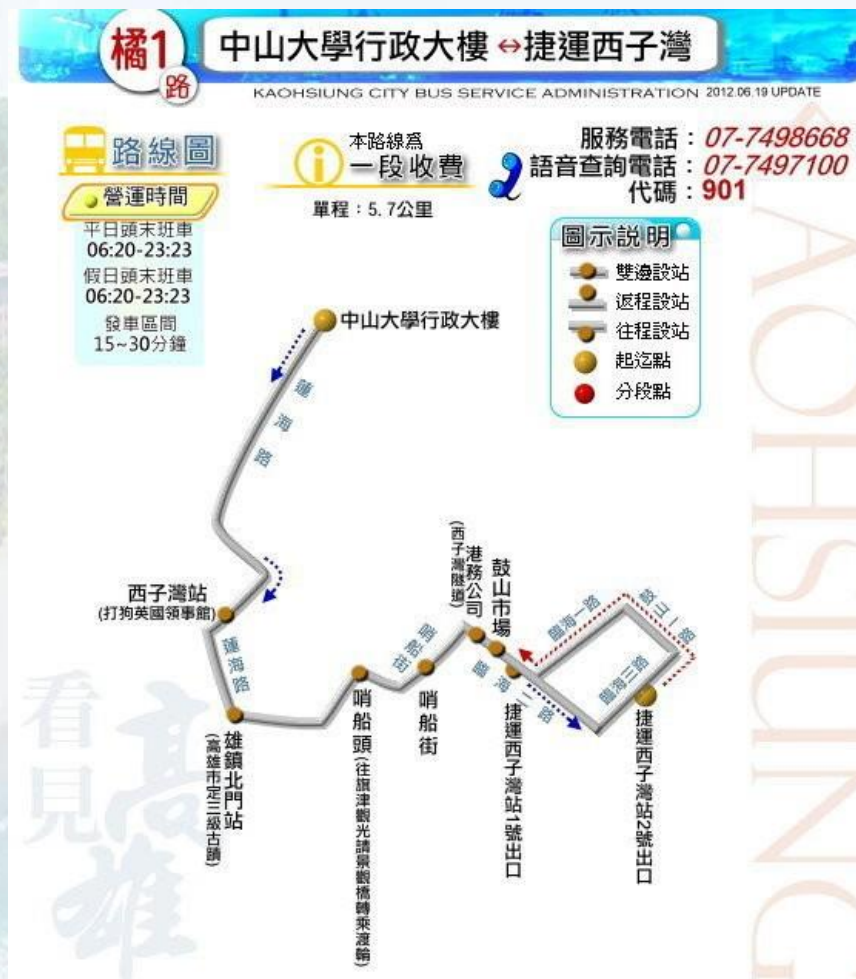 橘1
路
中山大學行政大樓↔捷運西子灣
KAOHSIUNG CITY BUS SERVICE ADMINISTRATION 2012.06.19 UPDATE
路線圖
營運時間
平日頭末班車
06:20-23:23
假日頭末班車
06:20-23:23
發車區間
15~30分鐘
本路線爲
一段收費
單程：5.7公里
服務電話：07-7498668
語音查詢電話：07-7497100
代碼：901
圖示説明
雙邊設站
返程設站
往程設站
起迄點
分段點
中山大學行政大樓
蓮海路
西子灣站
(打狗英國領事館)
蓮海路
雄鎮北門站
(高雄市定三級古蹟)
哨船頭(往旗津觀光請景觀橋轉乘渡輪)
哨船街
哨船街
港務公司
(西子灣隧道)
鼓山市場
臨海二路
捷運西子灣站1號出口
臨海一路
鼓山一路
臨海三路
捷運西子灣站2號出口
看見
高雄
KAOHSIUNG